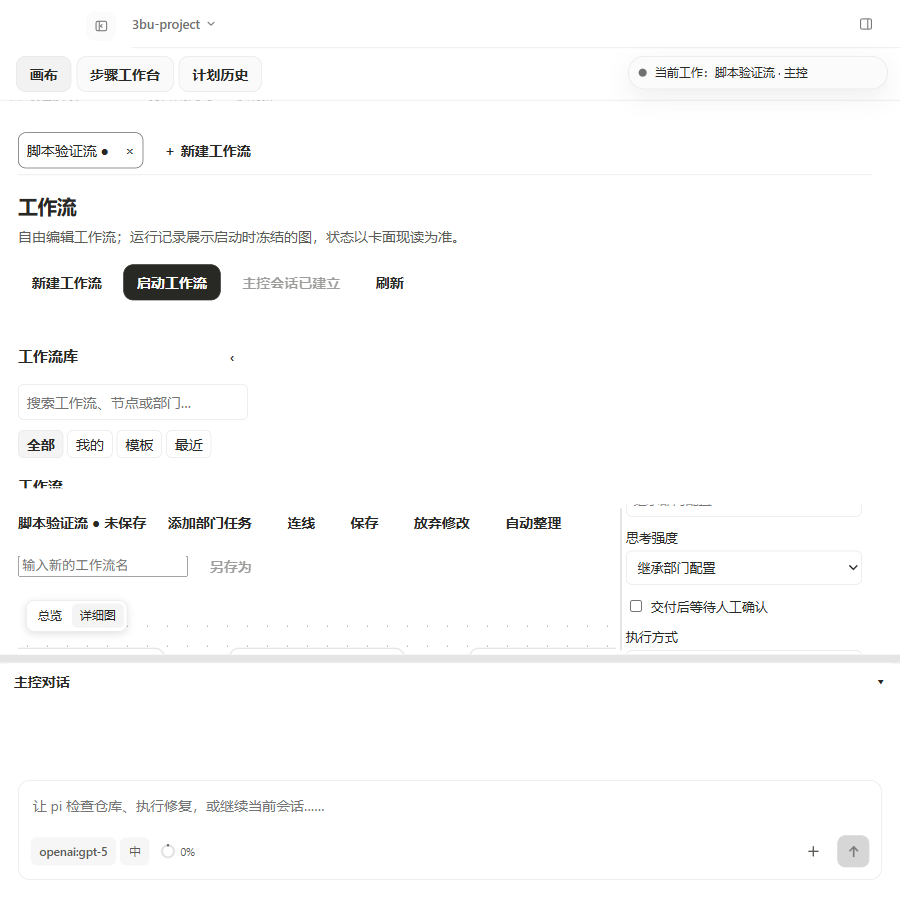 3bu-project
画布 步骤工作台 计划历史
当前工作：脚本验证流 · 主控
脚本验证流 ● ×
+ 新建工作流
工作流
自由编辑工作流；运行记录展示启动时冻结的图，状态以卡面现读为准。
新建工作流 启动工作流 主控会话已建立 刷新
工作流库 ‹
搜索工作流、节点或部门...
全部 我的 模板 最近
工作流
脚本验证流 ● 未保存 添加部门任务 连线 保存 放弃修改 自动整理
输入新的工作流名 另存为
总览 详细图
思考强度
继承部门配置
交付后等待人工确认
执行方式
主控对话
让 pi 检查仓库、执行修复，或继续当前会话......
openai:gpt-5 中 0%